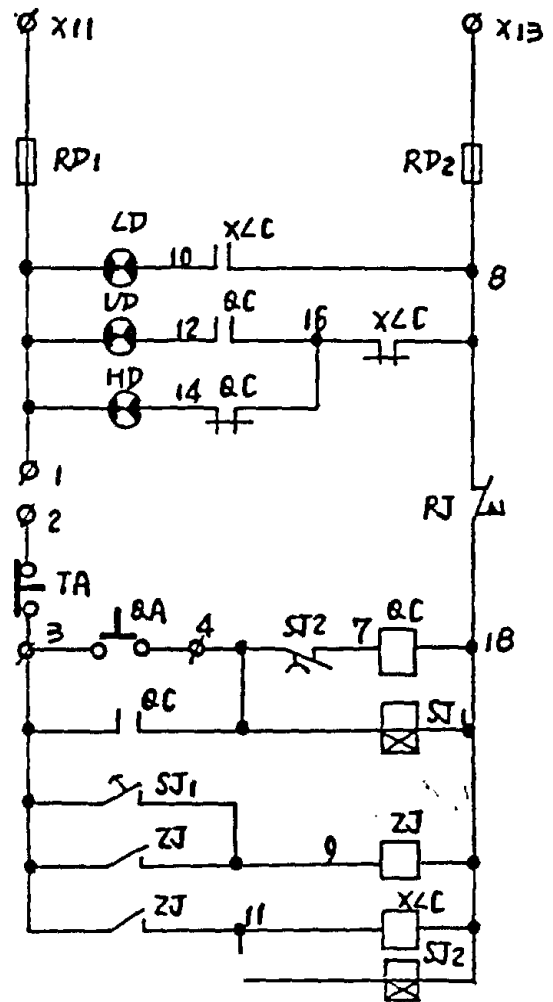 X11 X13
RD1 RD2
LD 10 XLC
8
UD 12 QC 16 XLC
HD 14 QC
1
2
RJ
TA
3 QA 4 SJ2 7 QC 18
QC SJ1
SJ1
ZJ 9 ZJ
ZJ 11 XLC
SJ2